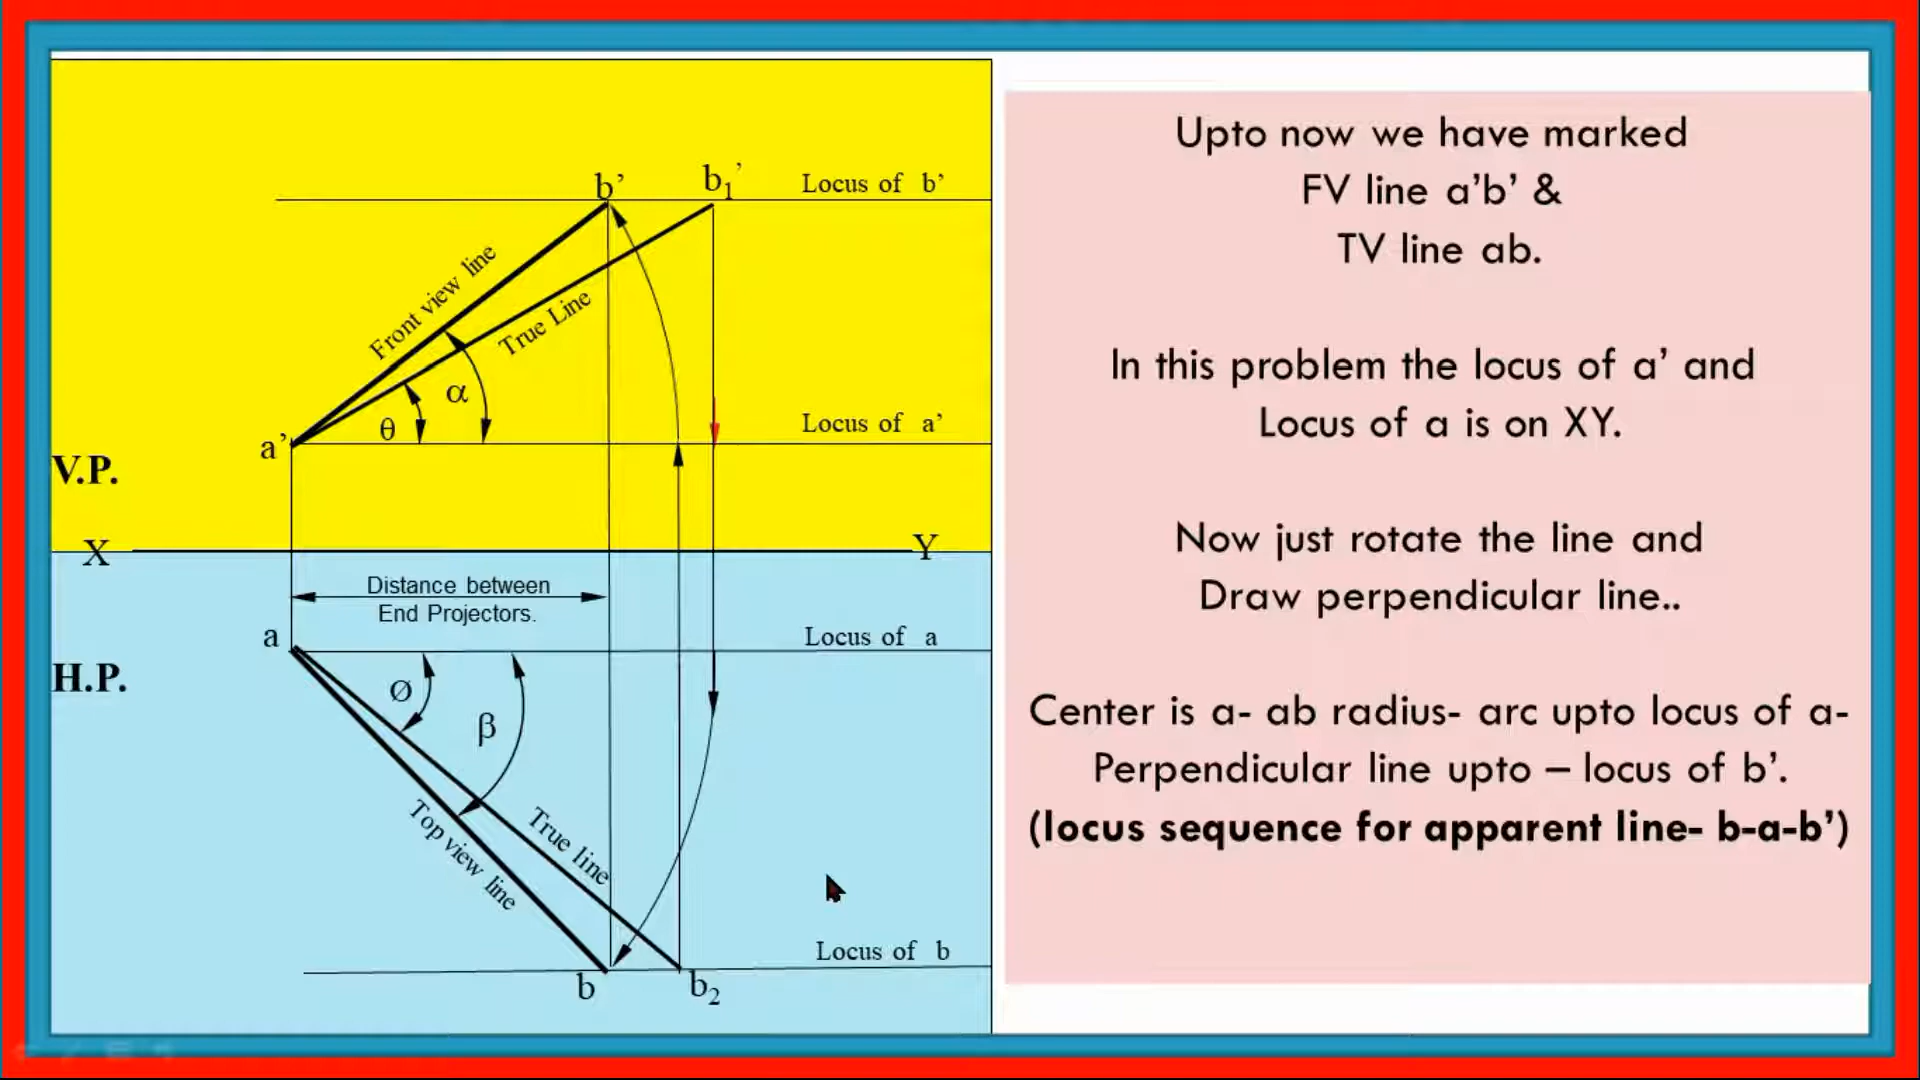 b’ b₁’ Locus of b’
Front view line
True Line
α
θ
Locus of a’
a’
V.P.
X Y
Distance between
End Projectors.
a Locus of a
H.P.
Ø
β
Top view line
True line
Locus of b
b b₂
Upto now we have marked
FV line a’b’ &
TV line ab.
In this problem the locus of a’ and
Locus of a is on XY.
Now just rotate the line and
Draw perpendicular line..
Center is a- ab radius- arc upto locus of a-
Perpendicular line upto – locus of b’.
(locus sequence for apparent line- b-a-b’)